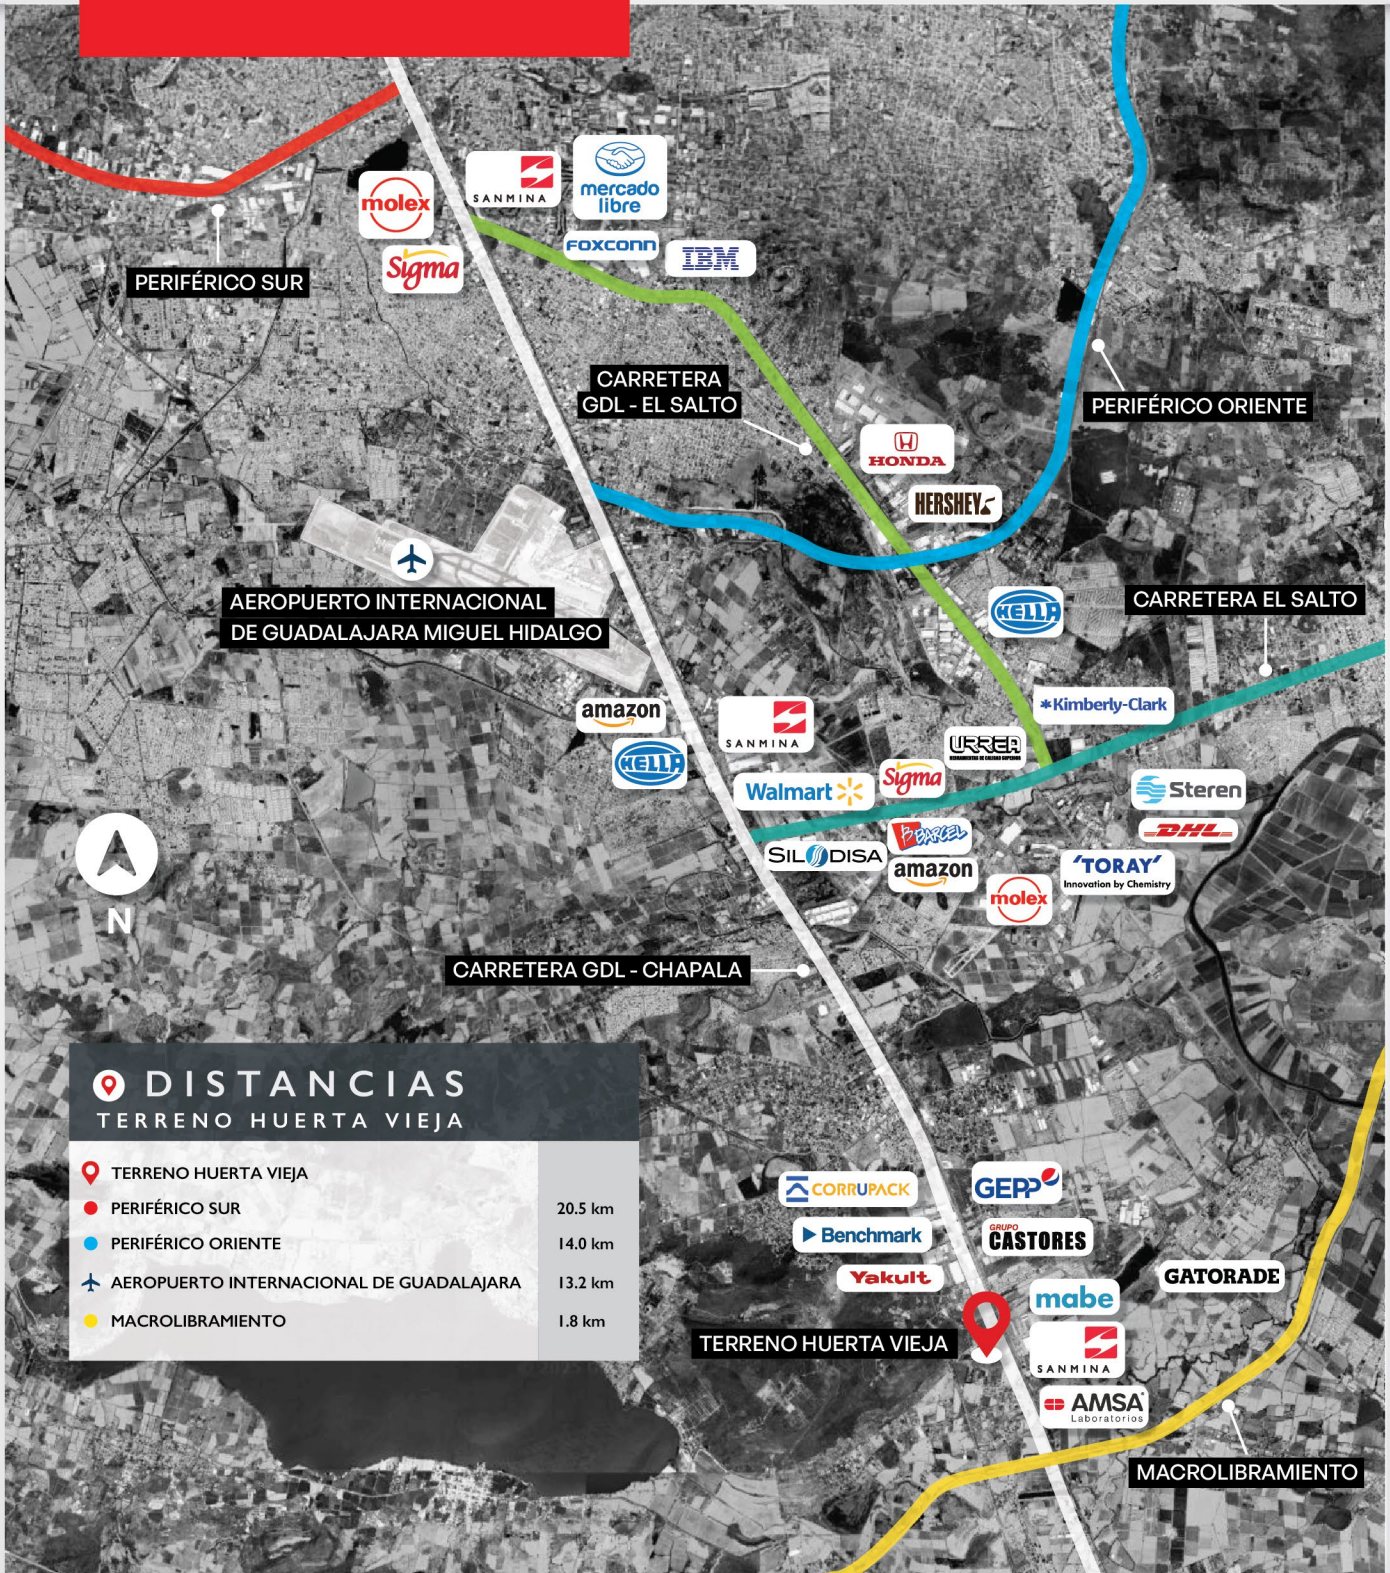 SANMINA
mercado
libre
molex
FOXCONN
IBM
Sigma
PERIFÉRICO SUR
CARRETERA
GDL - EL SALTO
PERIFÉRICO ORIENTE
HONDA
HERSHEY
AEROPUERTO INTERNACIONAL
DE GUADALAJARA MIGUEL HIDALGO
HELLA
CARRETERA EL SALTO
amazon
HELLA
SANMINA
Kimberly-Clark
URREA
HERRAMIENTAS DE CALIDAD SUPERIOR
Walmart
Sigma
Steren
DHL
SILODISA
BARCEL
amazon
'TORAY'
Innovation by Chemistry
molex
N
CARRETERA GDL - CHAPALA
DISTANCIAS
TERRENO HUERTA VIEJA
TERRENO HUERTA VIEJA
PERIFÉRICO SUR 20.5 km
PERIFÉRICO ORIENTE 14.0 km
AEROPUERTO INTERNACIONAL DE GUADALAJARA 13.2 km
MACROLIBRAMIENTO 1.8 km
CORRUPACK
GEPP
Benchmark
GRUPO
CASTORES
Yakult
GATORADE
mabe
TERRENO HUERTA VIEJA
SANMINA
AMSA
Laboratorios
MACROLIBRAMIENTO